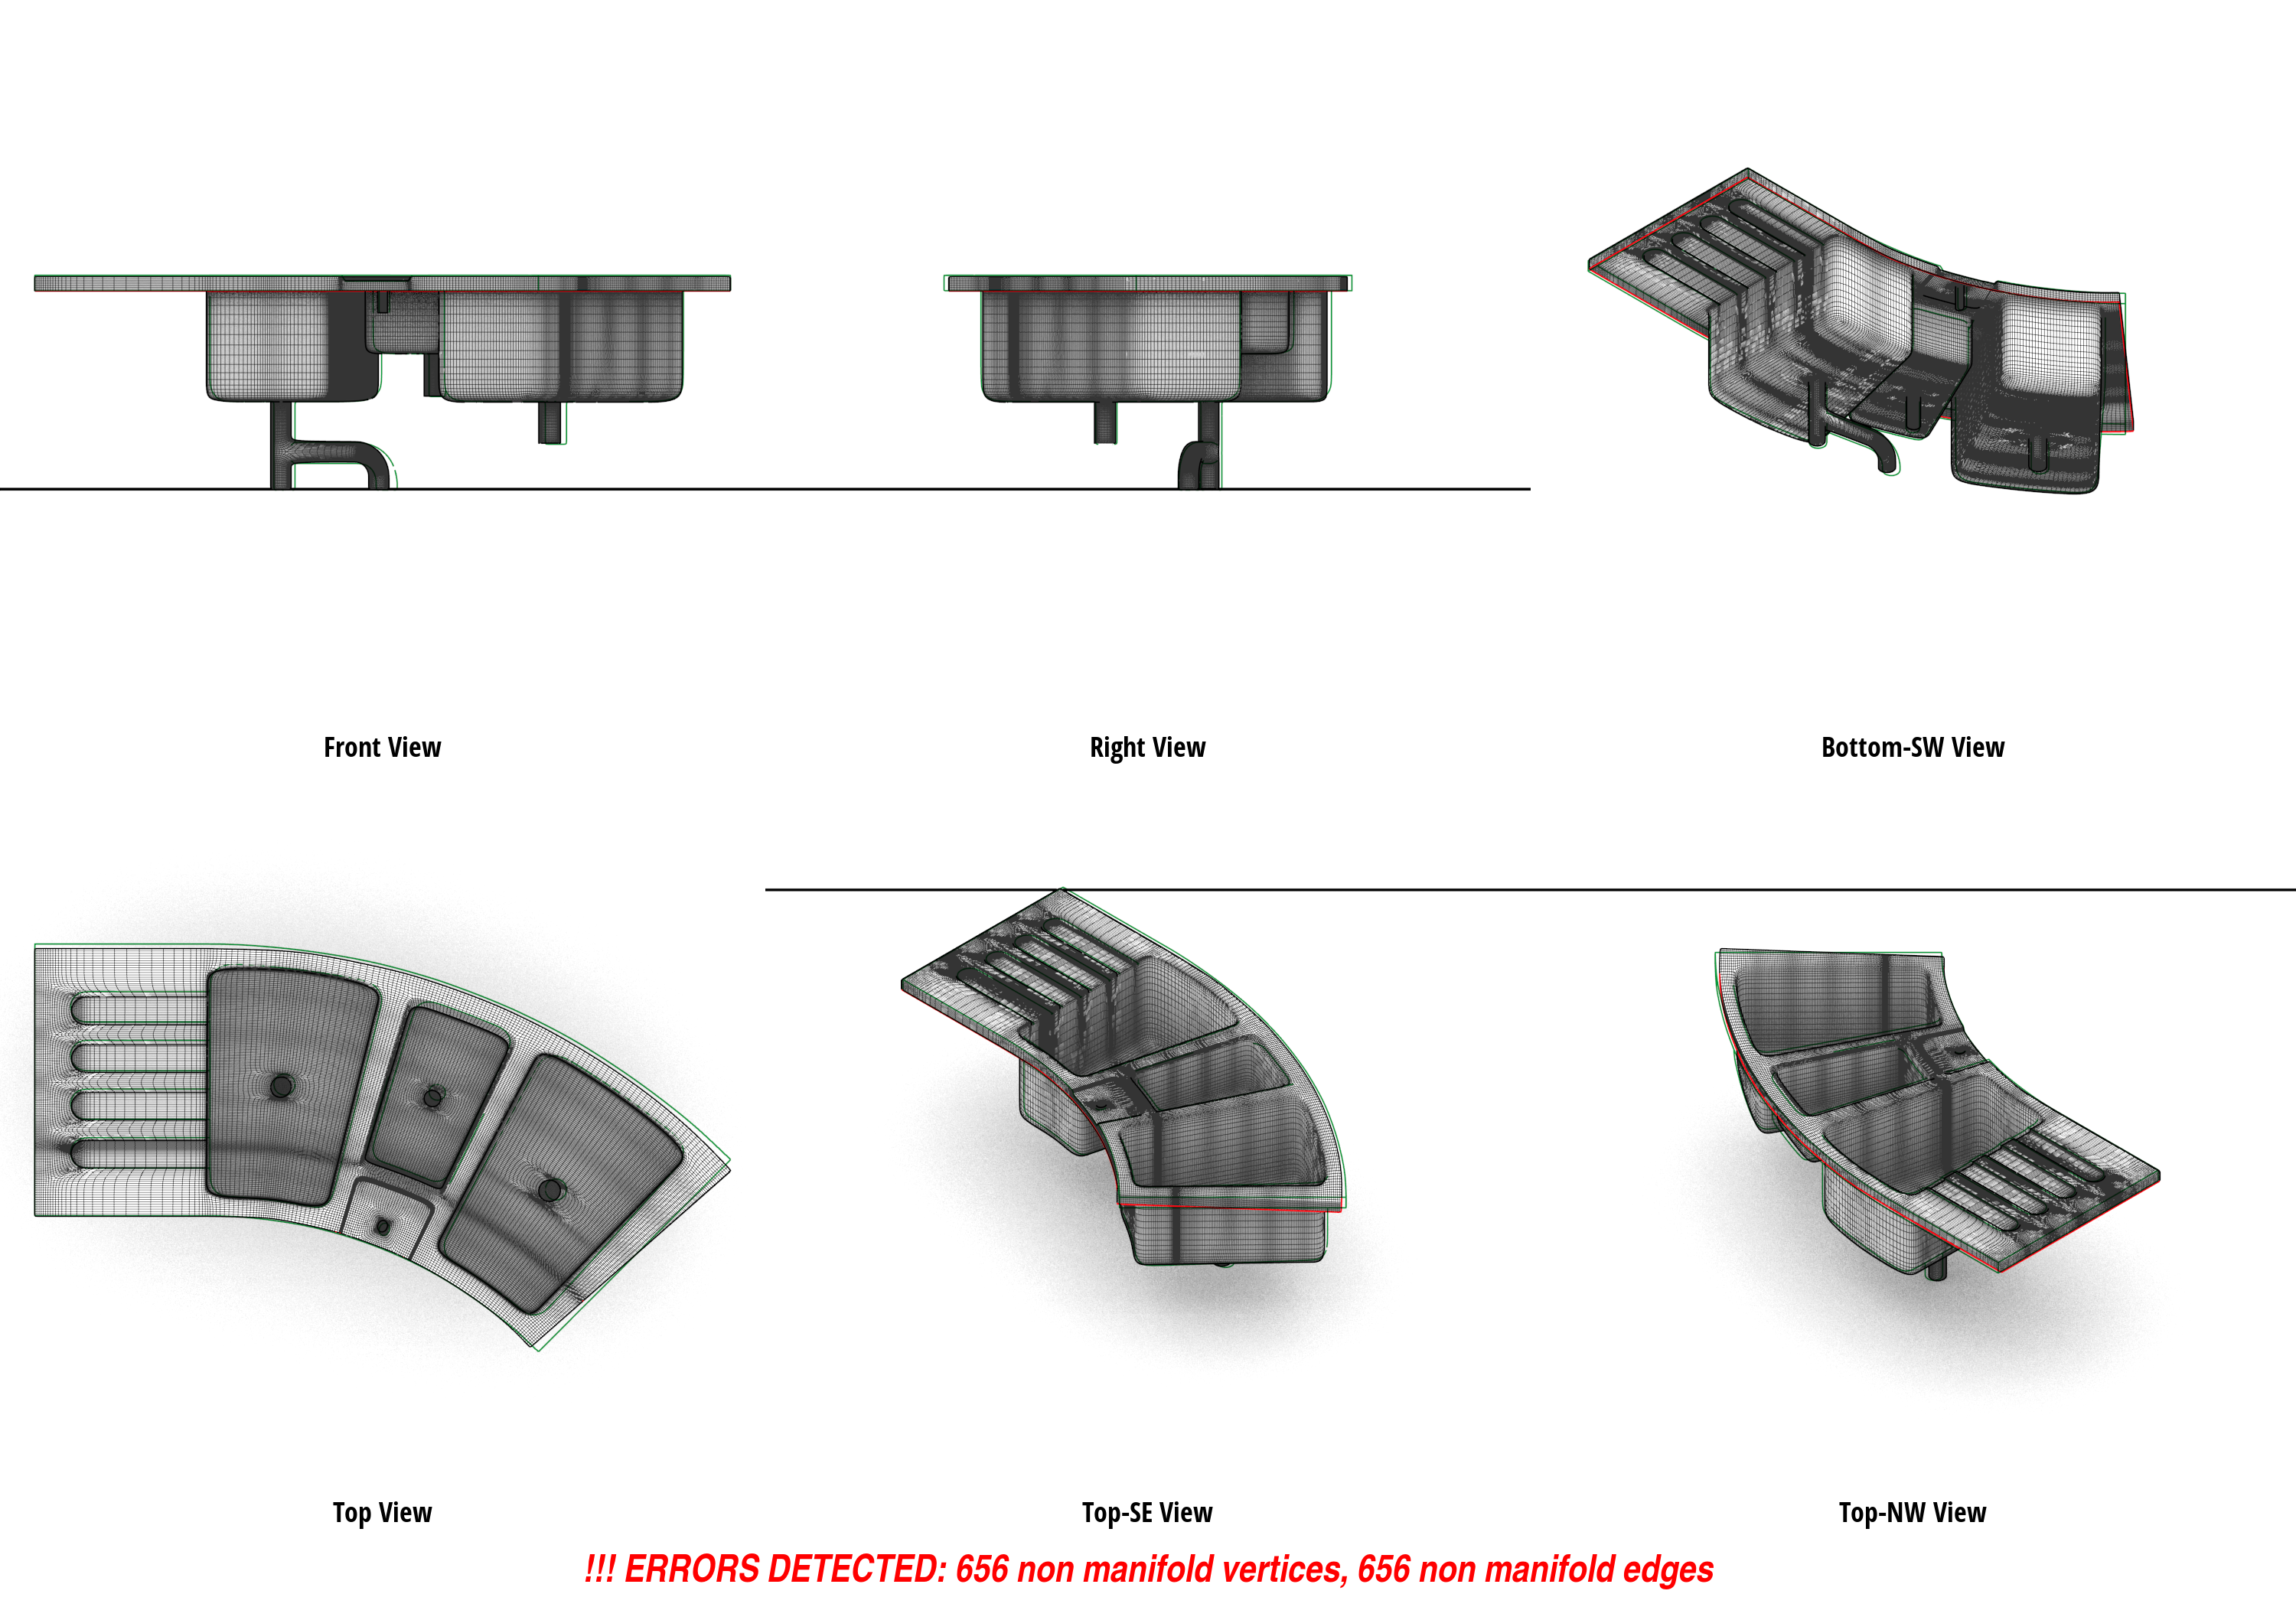 Front View
Right View
Bottom-SW View
Top View
Top-SE View
Top-NW View
!!! ERRORS DETECTED: 656 non manifold vertices, 656 non manifold edges